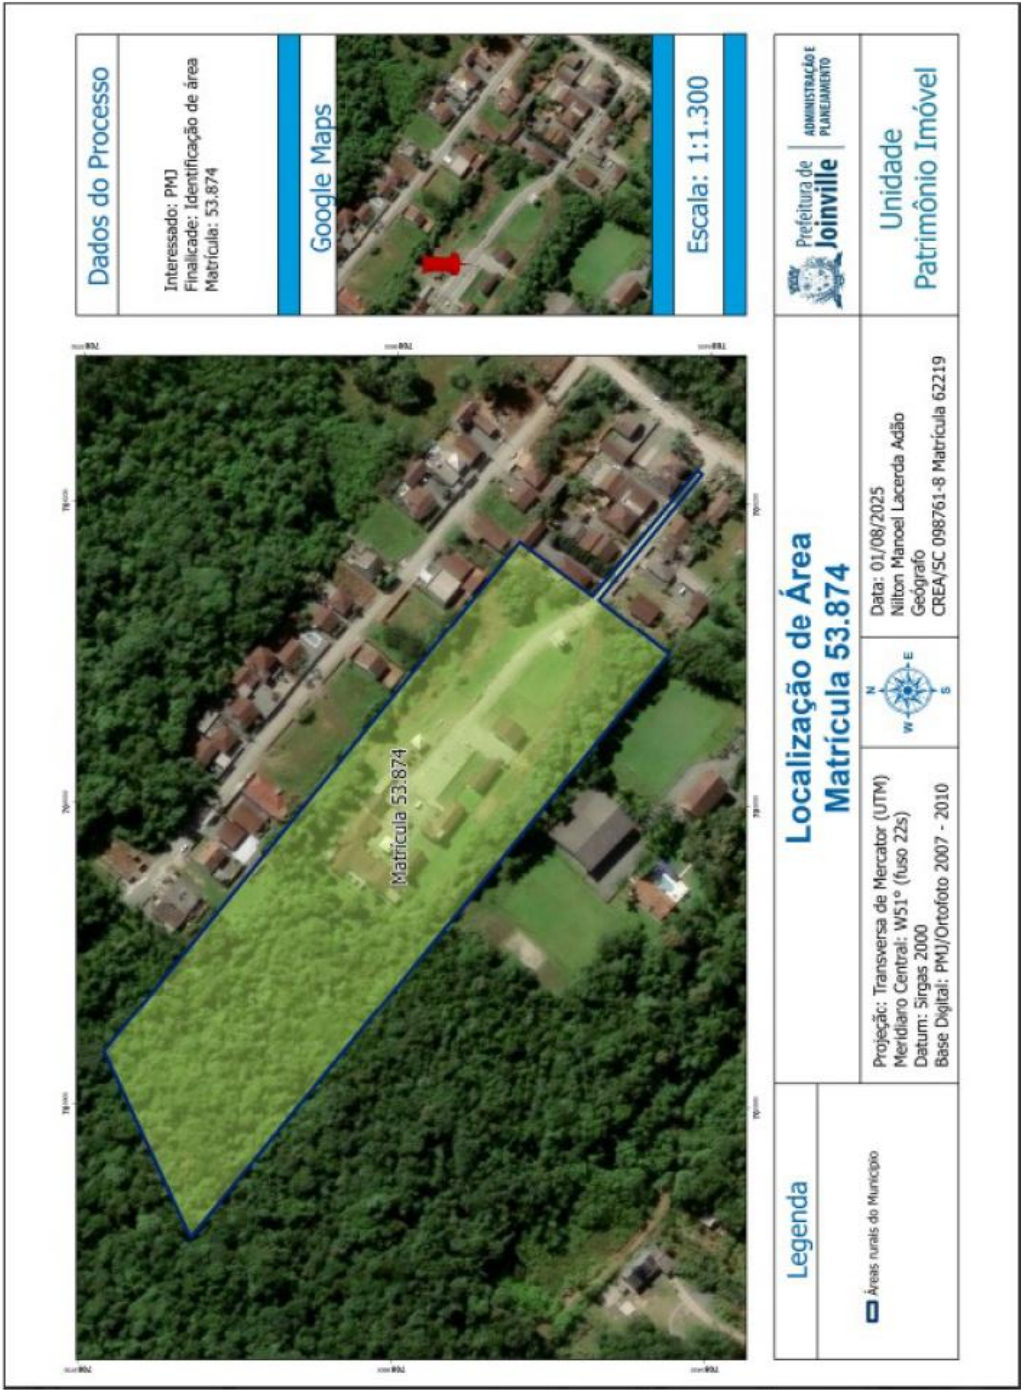 Dados do Processo
Interessado: PMJ
Finalicade: Identificação de área
Matrícula: 53.874
Google Maps
Escala: 1:1.300
Matrícula 53.874
Legenda
Áreas rurais do Município
Localização de Área
Matrícula 53.874
Projeção: Transversa de Mercator (UTM)
Meridiano Central: W51° (fuso 22s)
Datum: Sirgas 2000
Base Digital: PMJ/Ortofoto 2007 - 2010
N
W
E
S
Data: 01/08/2025
Nilton Manoel Lacerda Adão
Geógrafo
CREA/SC 098761-8 Matrícula 62219
Prefeitura de
Joinville
ADMINISTRAÇÃO E
PLANEJAMENTO
Unidade
Patrimônio Imóvel